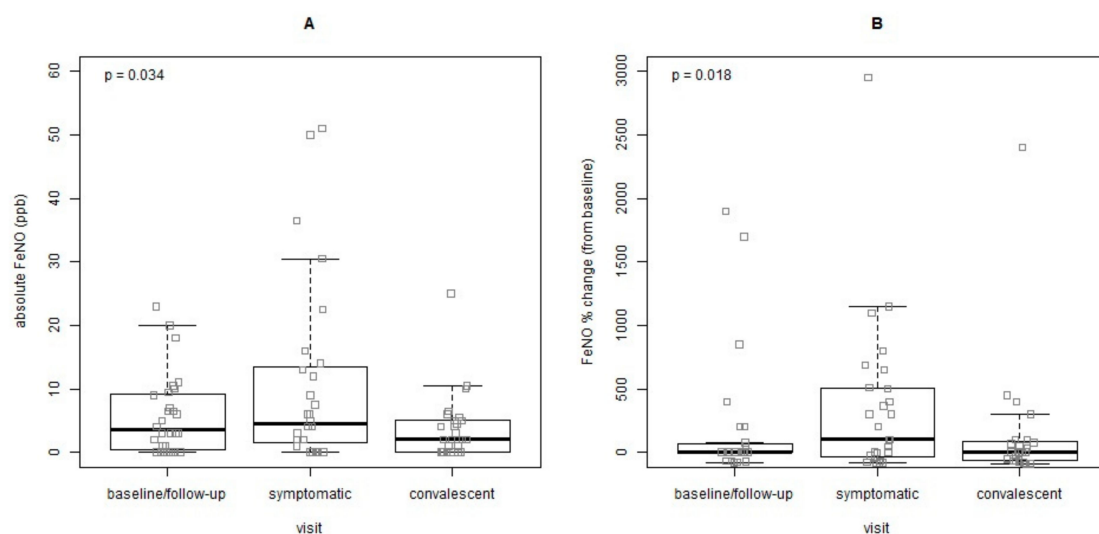 A
p = 0.034
absolute FeNO (ppb)
60
50
40
30
20
10
0
baseline/follow-up symptomatic convalescent
visit
B
p = 0.018
FeNO % change (from baseline)
3000
2500
2000
1500
1000
500
0
baseline/follow-up symptomatic convalescent
visit